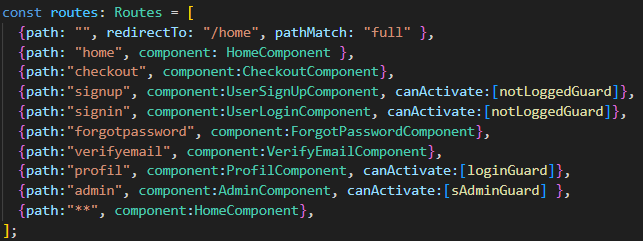 const routes: Routes = [
{path: "", redirectTo: "/home", pathMatch: "full" },
{path: "home", component: HomeComponent },
{path:"checkout", component:CheckoutComponent},
{path:"signup", component:UserSignUpComponent, canActivate:[notLoggedGuard]},
{path:"signin", component:UserLoginComponent, canActivate:[notLoggedGuard]},
{path:"forgotpassword", component:ForgotPasswordComponent},
{path:"verifyemail", component:VerifyEmailComponent},
{path:"profil", component:ProfilComponent, canActivate:[loginGuard]},
{path:"admin", component:AdminComponent, canActivate:[sAdminGuard] },
{path:"**", component:HomeComponent},
];